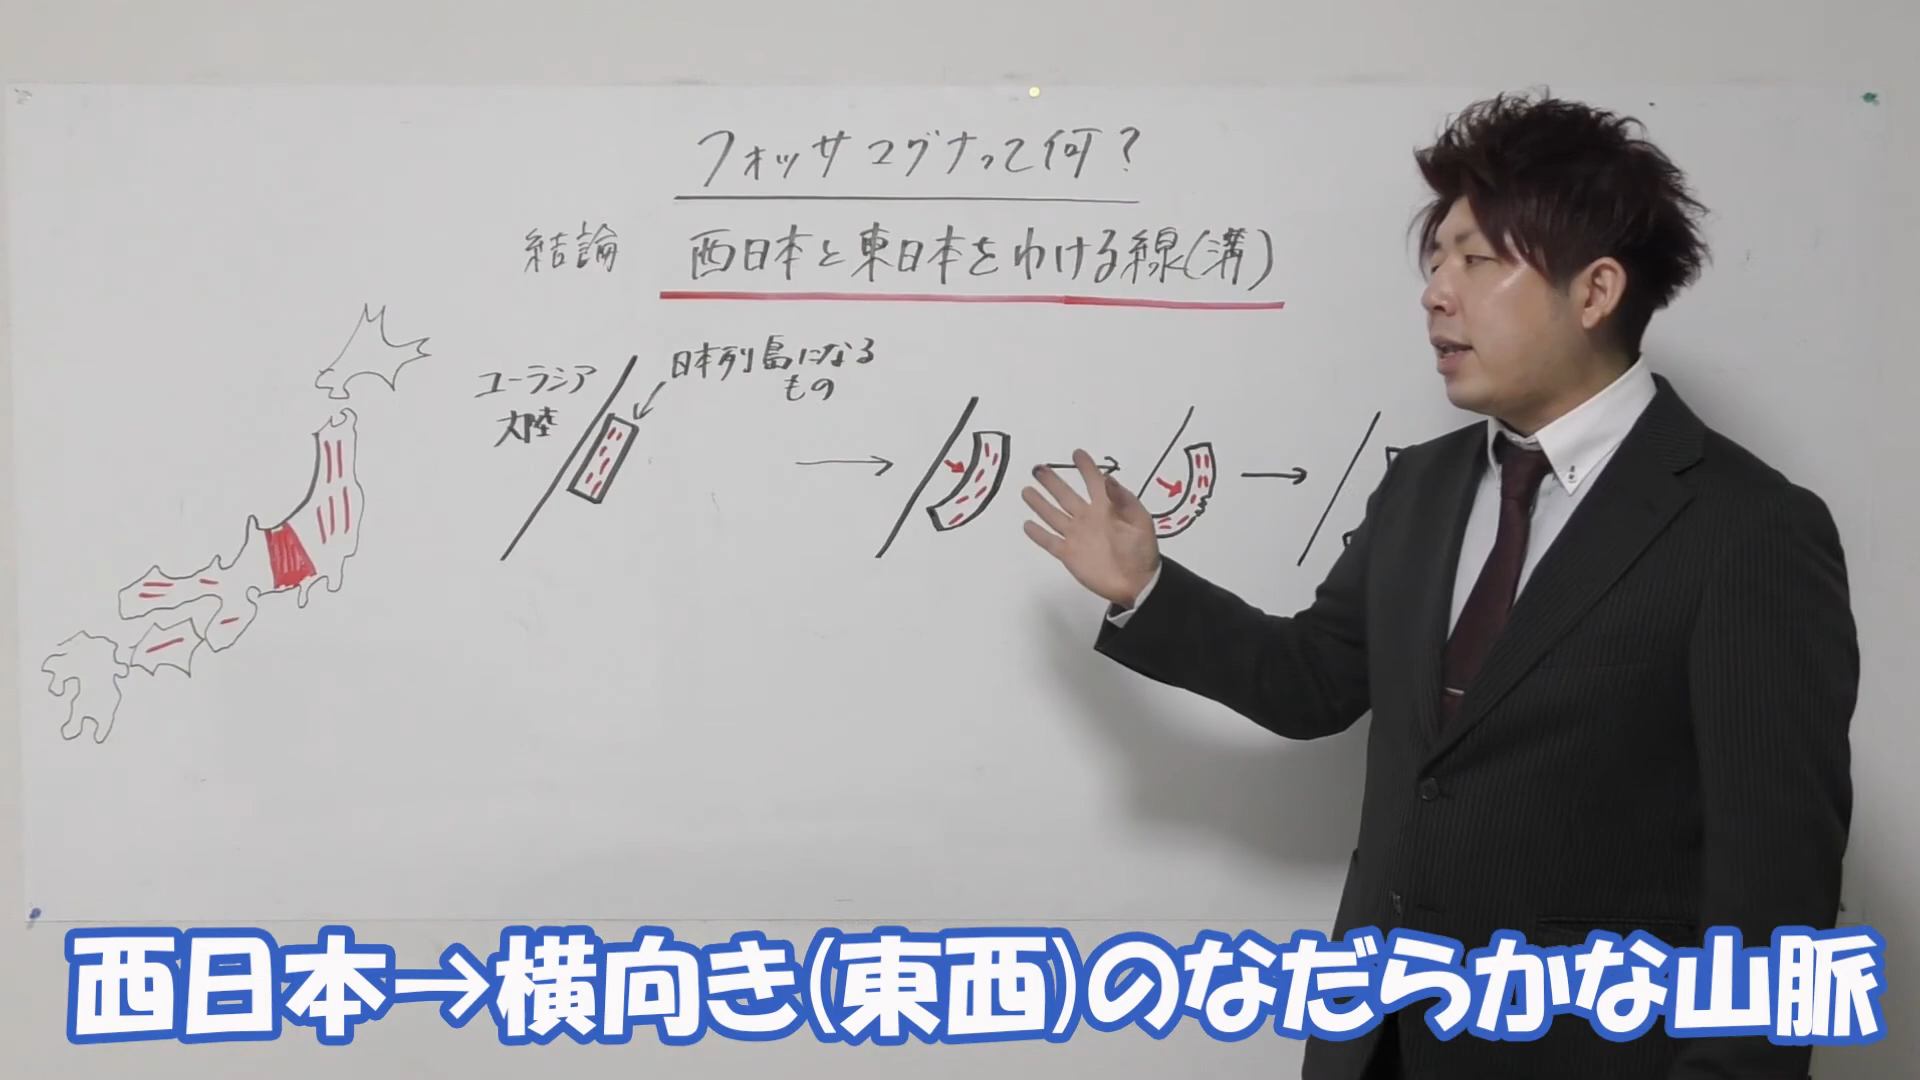 フォッサマグナって何?
結論 西日本と東日本をわける線(溝)
ユーラシア
大陸
日本列島になる
もの
西日本→横向き(東西)のなだらかな山脈